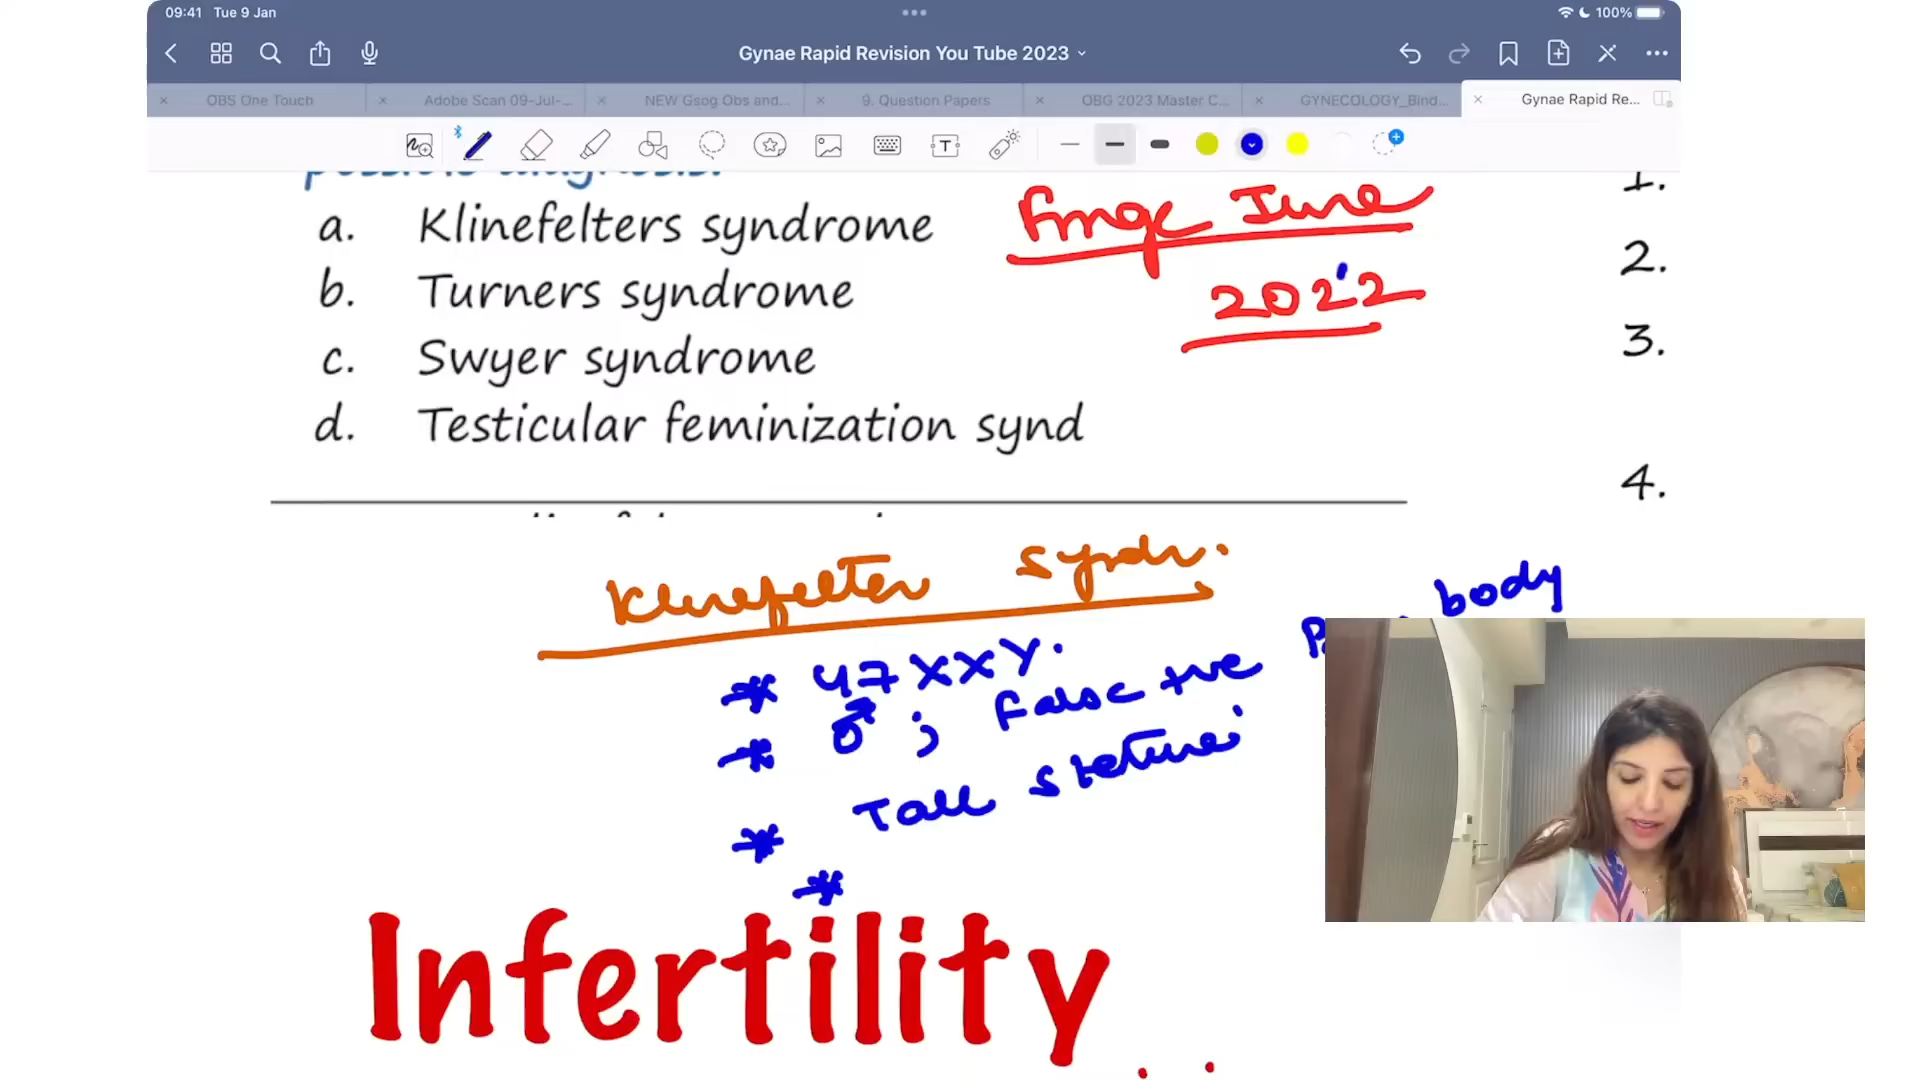 09:41 Tue 9 Jan
100%
Gynae Rapid Revision You Tube 2023
OBS One Touch
Adobe Scan 09-Jul-...
NEW Gsog Obs and...
9. Question Papers
OBG 2023 Master C...
GYNECOLOGY_Bind...
Gynae Rapid Re...
T
possible diagnosis.
a. Klinefelters syndrome
b. Turners syndrome
c. Swyer syndrome
d. Testicular feminization synd
Fmge June
2022
1.
2.
3.
4.
Klinefelter Syndr.
* 47XXY.
* ♂ ; False +ve body
* Tall stature
*
Infertility